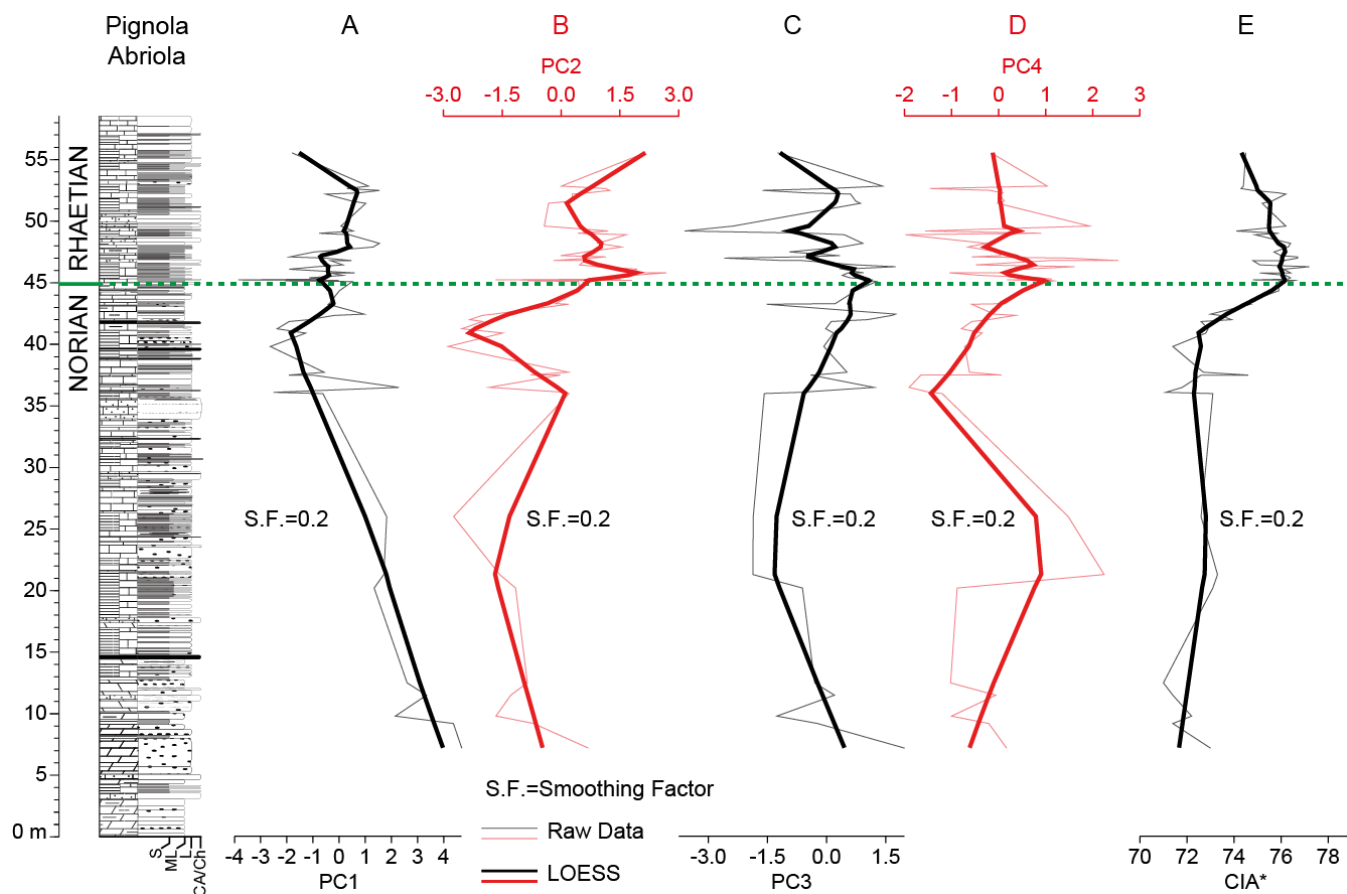 Pignola
Abriola
A
B
C
D
E
PC2
-3.0 -1.5 0.0 1.5 3.0
PC4
-2 -1 0 1 2 3
RHAETIAN
NORIAN
55
50
45
40
35
30
25
20
15
10
5
0 m
S.F.=0.2
S.F.=0.2
S.F.=0.2
S.F.=0.2
S.F.=0.2
S.F.=Smoothing Factor
Raw Data
LOESS
S
ML
L
CA/Ch
-4 -3 -2 -1 0 1 2 3 4
PC1
-3.0 -1.5 0.0 1.5
PC3
70 72 74 76 78
CIA*